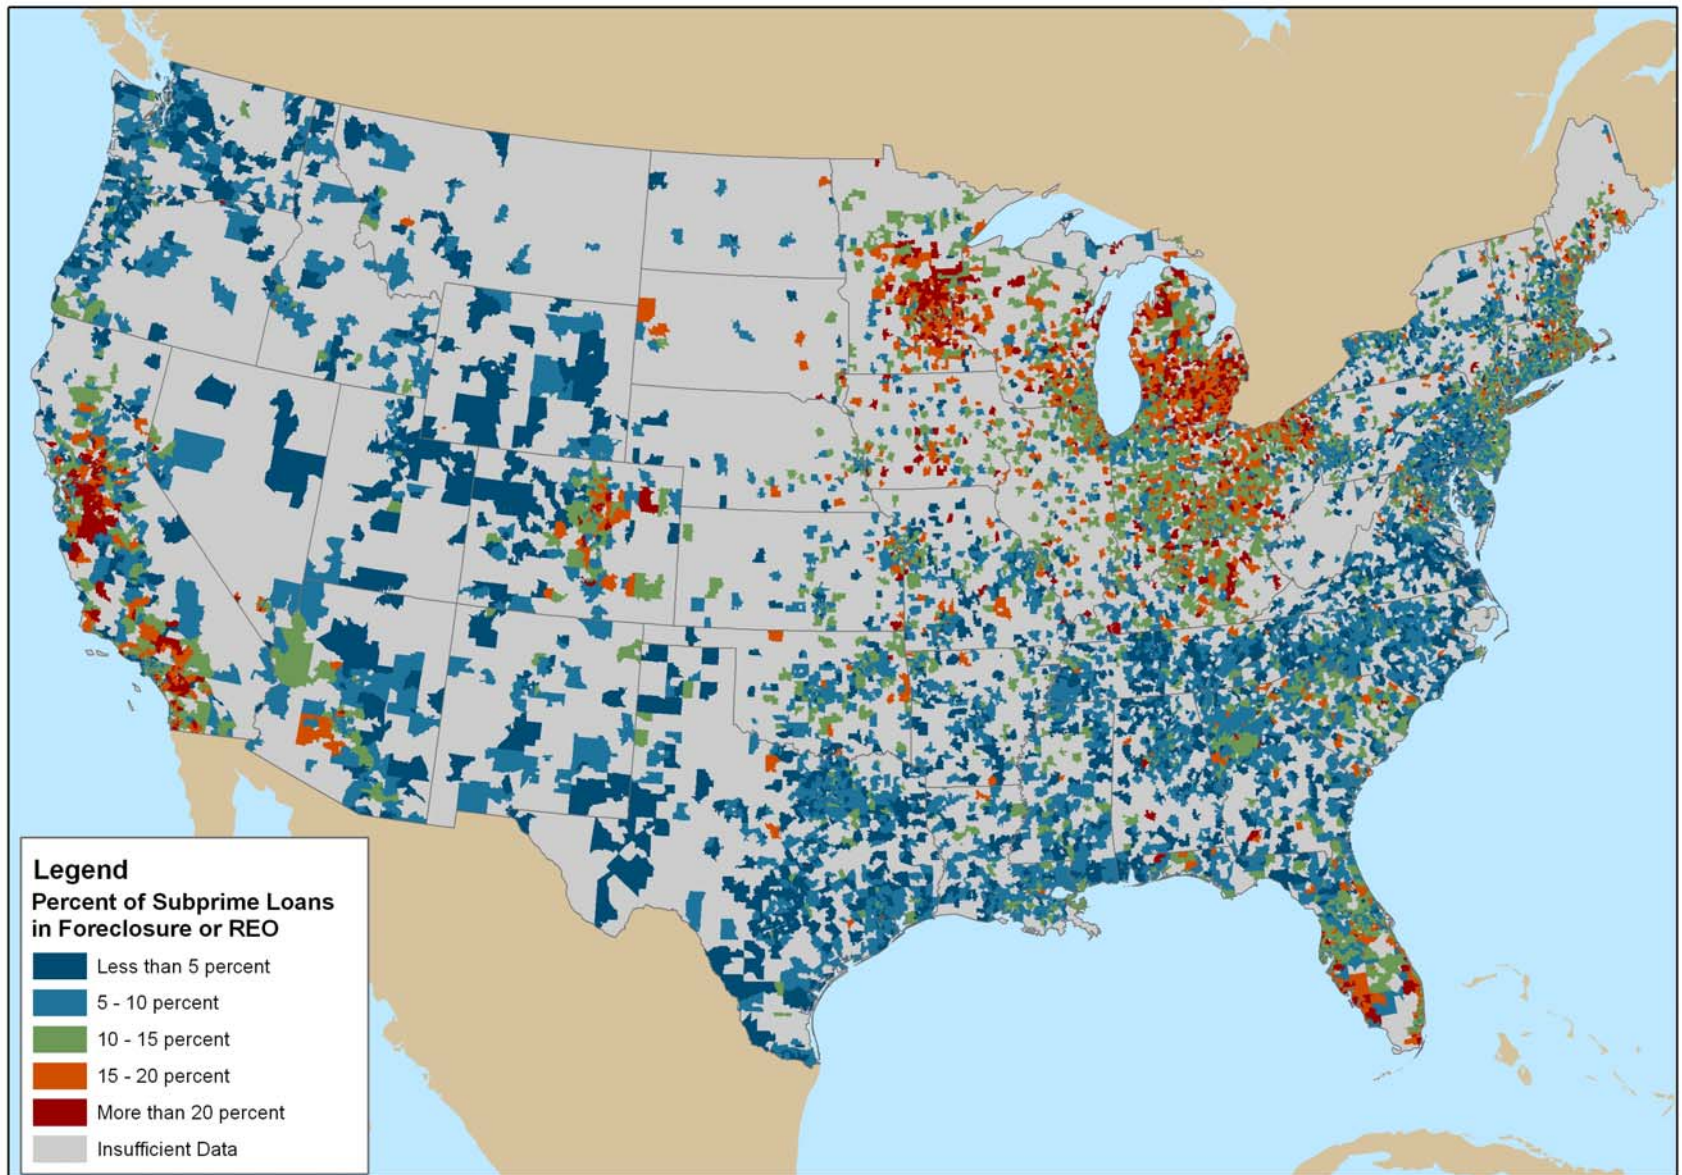 Legend
Percent of Subprime Loans
in Foreclosure or REO
Less than 5 percent
5 - 10 percent
10 - 15 percent
15 - 20 percent
More than 20 percent
Insufficient Data